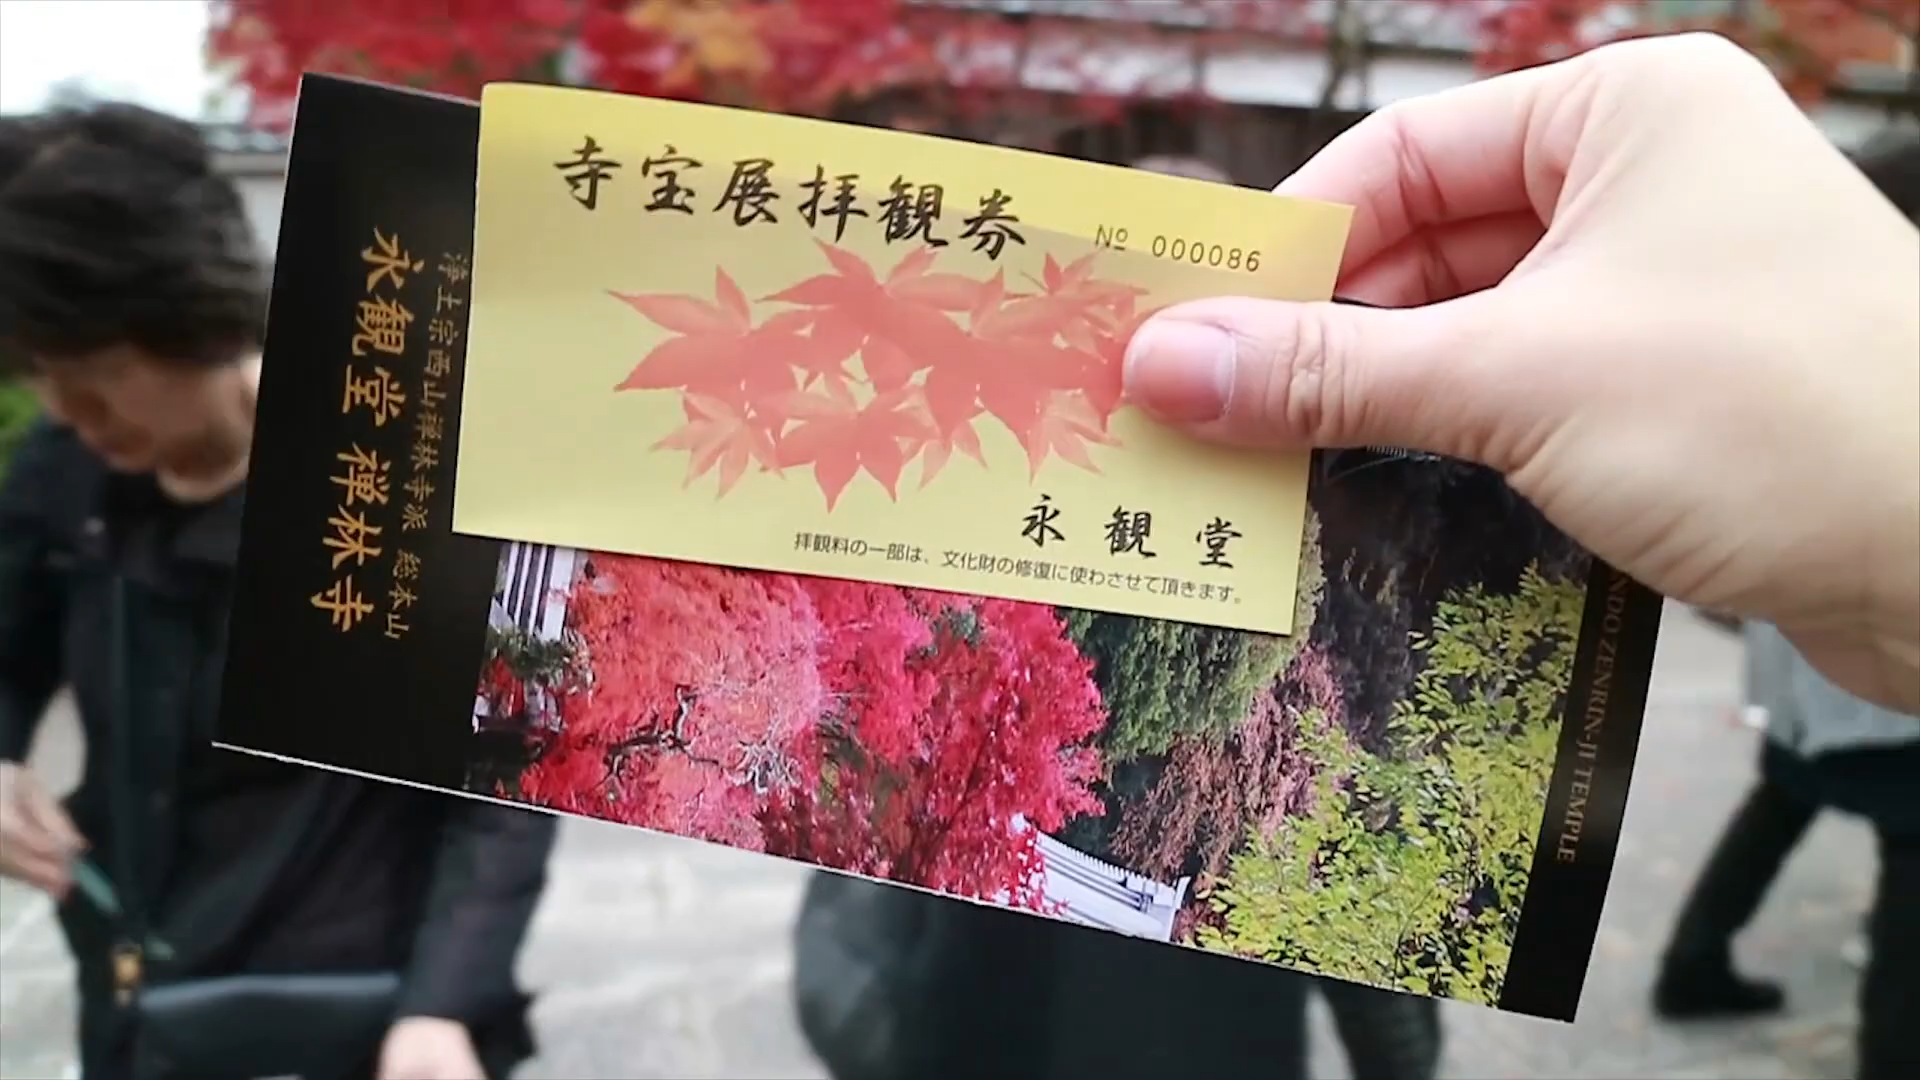 寺宝展拝観券
№ 000086
永観堂
拝観料の一部は、文化財の修復に使わさせて頂きます。
浄土宗西山禅林寺派 総本山
永観堂 禅林寺
NDO ZENRIN-JI TEMPLE